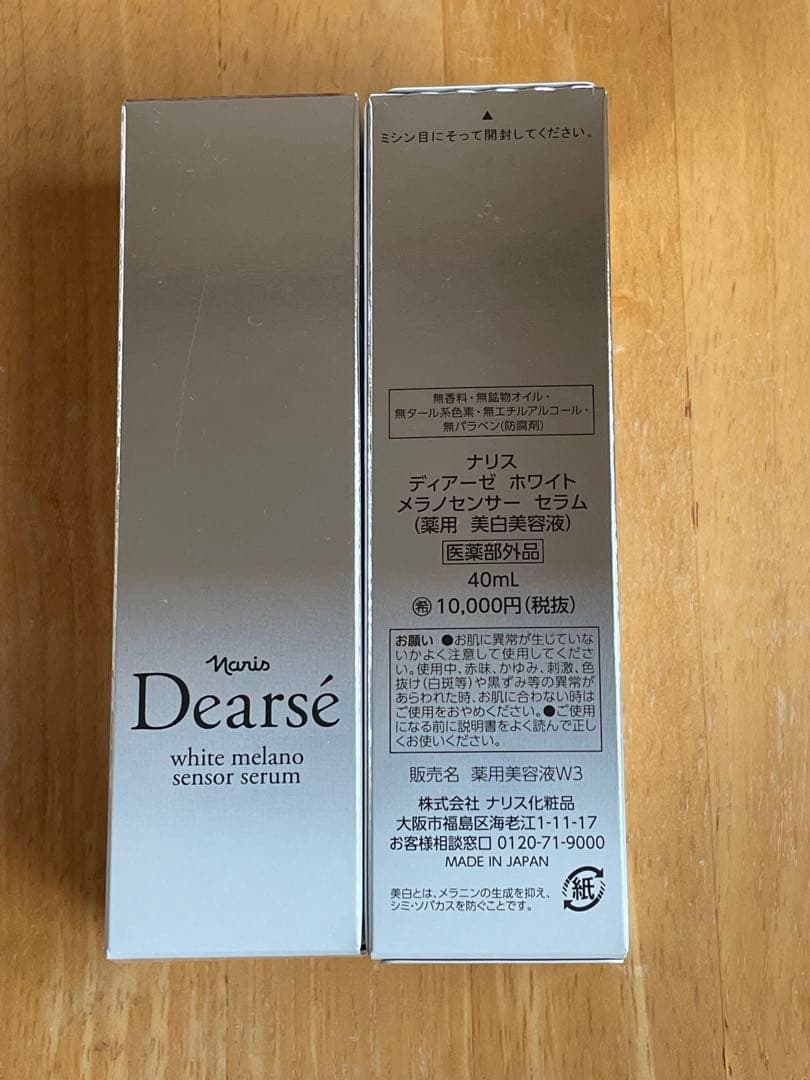 naris
Dearsé
white melano
sensor serum
▲
ミシン目にそって開封してください。
無香料・無鉱物オイル・
無タール系色素・無エチルアルコール・
無パラベン(防腐剤)
ナリス
ディアーゼ ホワイト
メラノセンサー セラム
(薬用 美白美容液)
医薬部外品
40mL
㊙10,000円(税抜)
お願い ●お肌に異常が生じていな
いかよく注意して使用してくださ
い。使用中、赤味、かゆみ、刺激、色
抜け(白斑等)や黒ずみ等の異常が
あらわれた時、お肌に合わない時は
ご使用をおやめください。●ご使用
になる前に説明書をよく読んで正し
くお使いください。
販売名 薬用美容液W3
株式会社 ナリス化粧品
大阪市福島区海老江1-11-17
お客様相談窓口 0120-71-9000
MADE IN JAPAN
美白とは、メラニンの生成を抑え、
シミ・ソバカスを防ぐことです。
紙